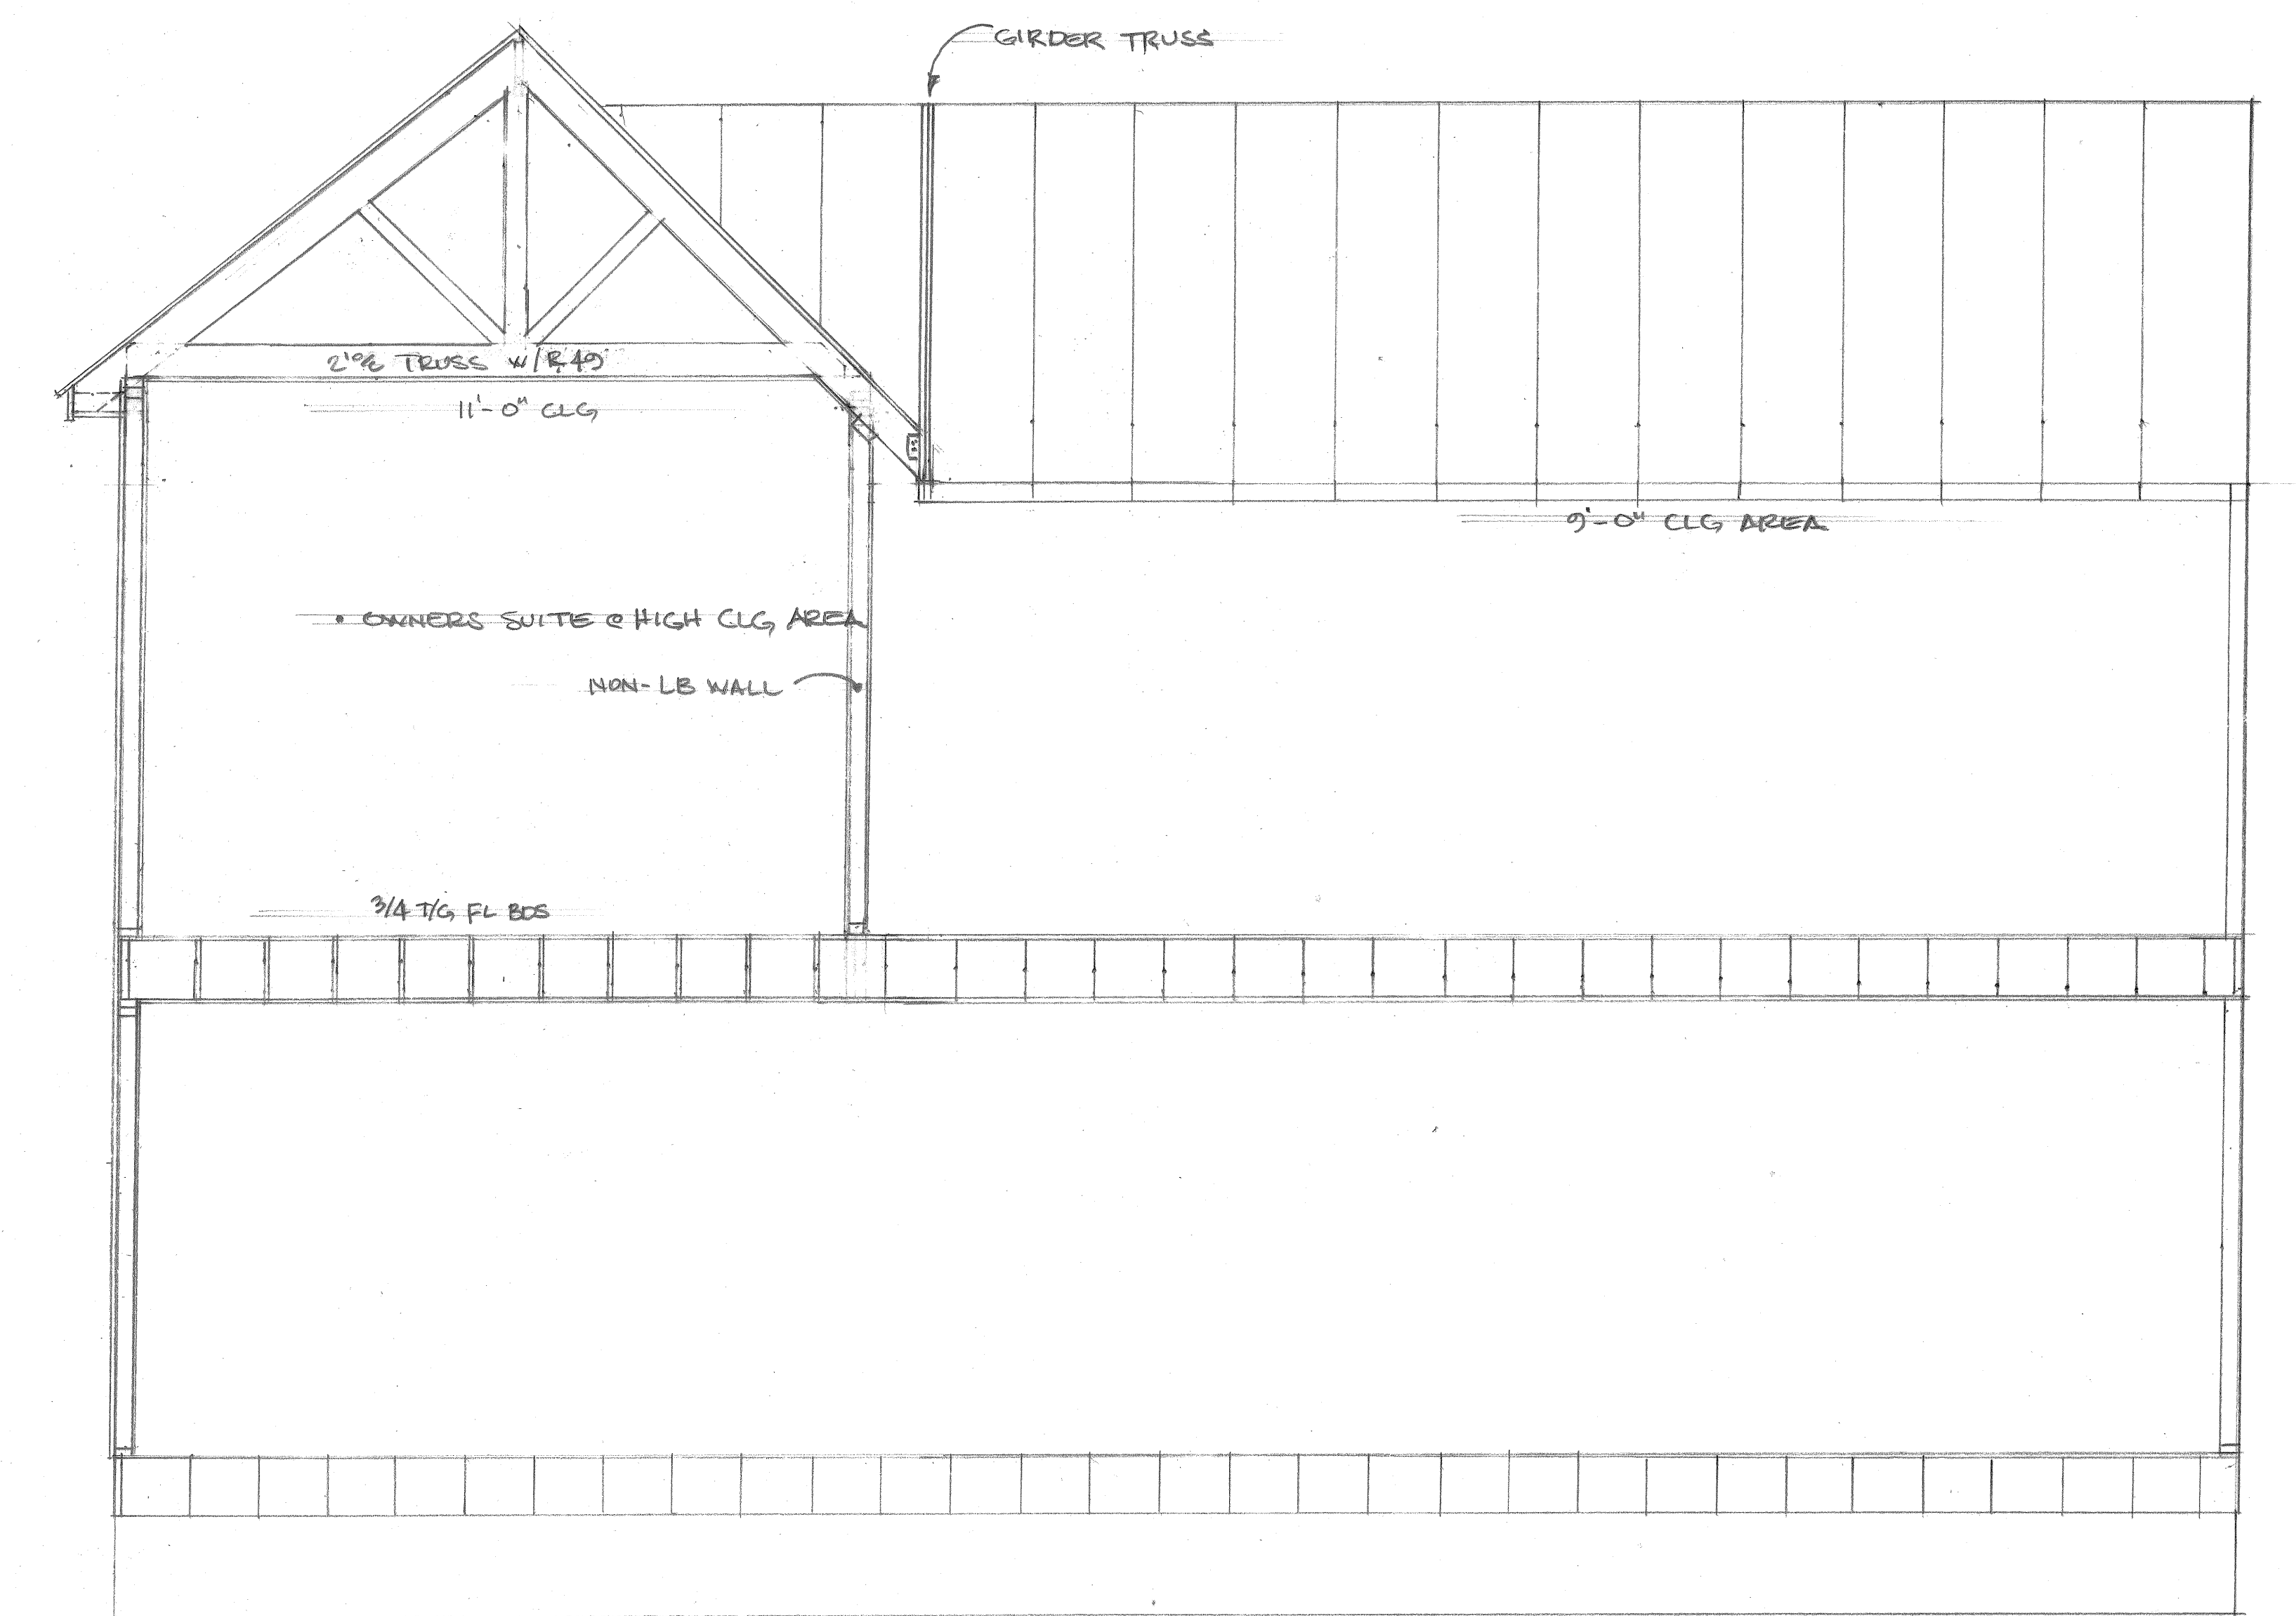 GIRDER TRUSS
2'0/c TRUSS W/R49
11'-0" CLG
9'-0" CLG AREA
• OWNERS SUITE @ HIGH CLG AREA
NON-LB WALL
3/4 T/G FL BDS